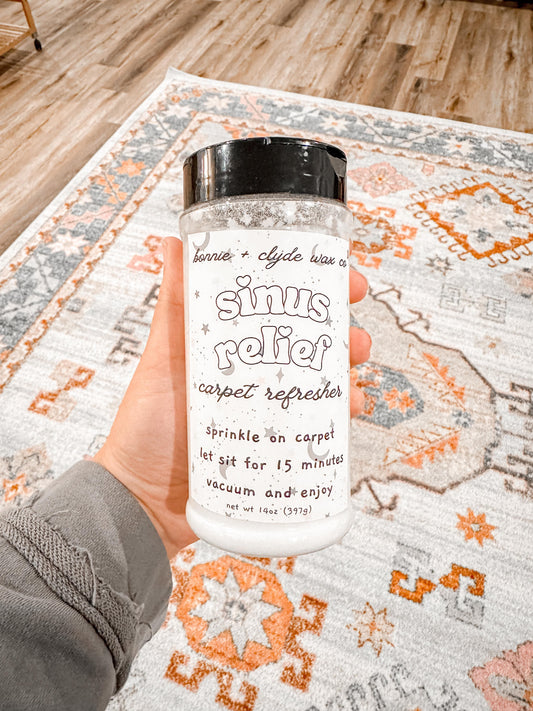 bonnie + clyde wax co
sinus
relief
carpet refresher
sprinkle on carpet
let sit for 15 minutes
vacuum and enjoy
net wt 14oz (397g)